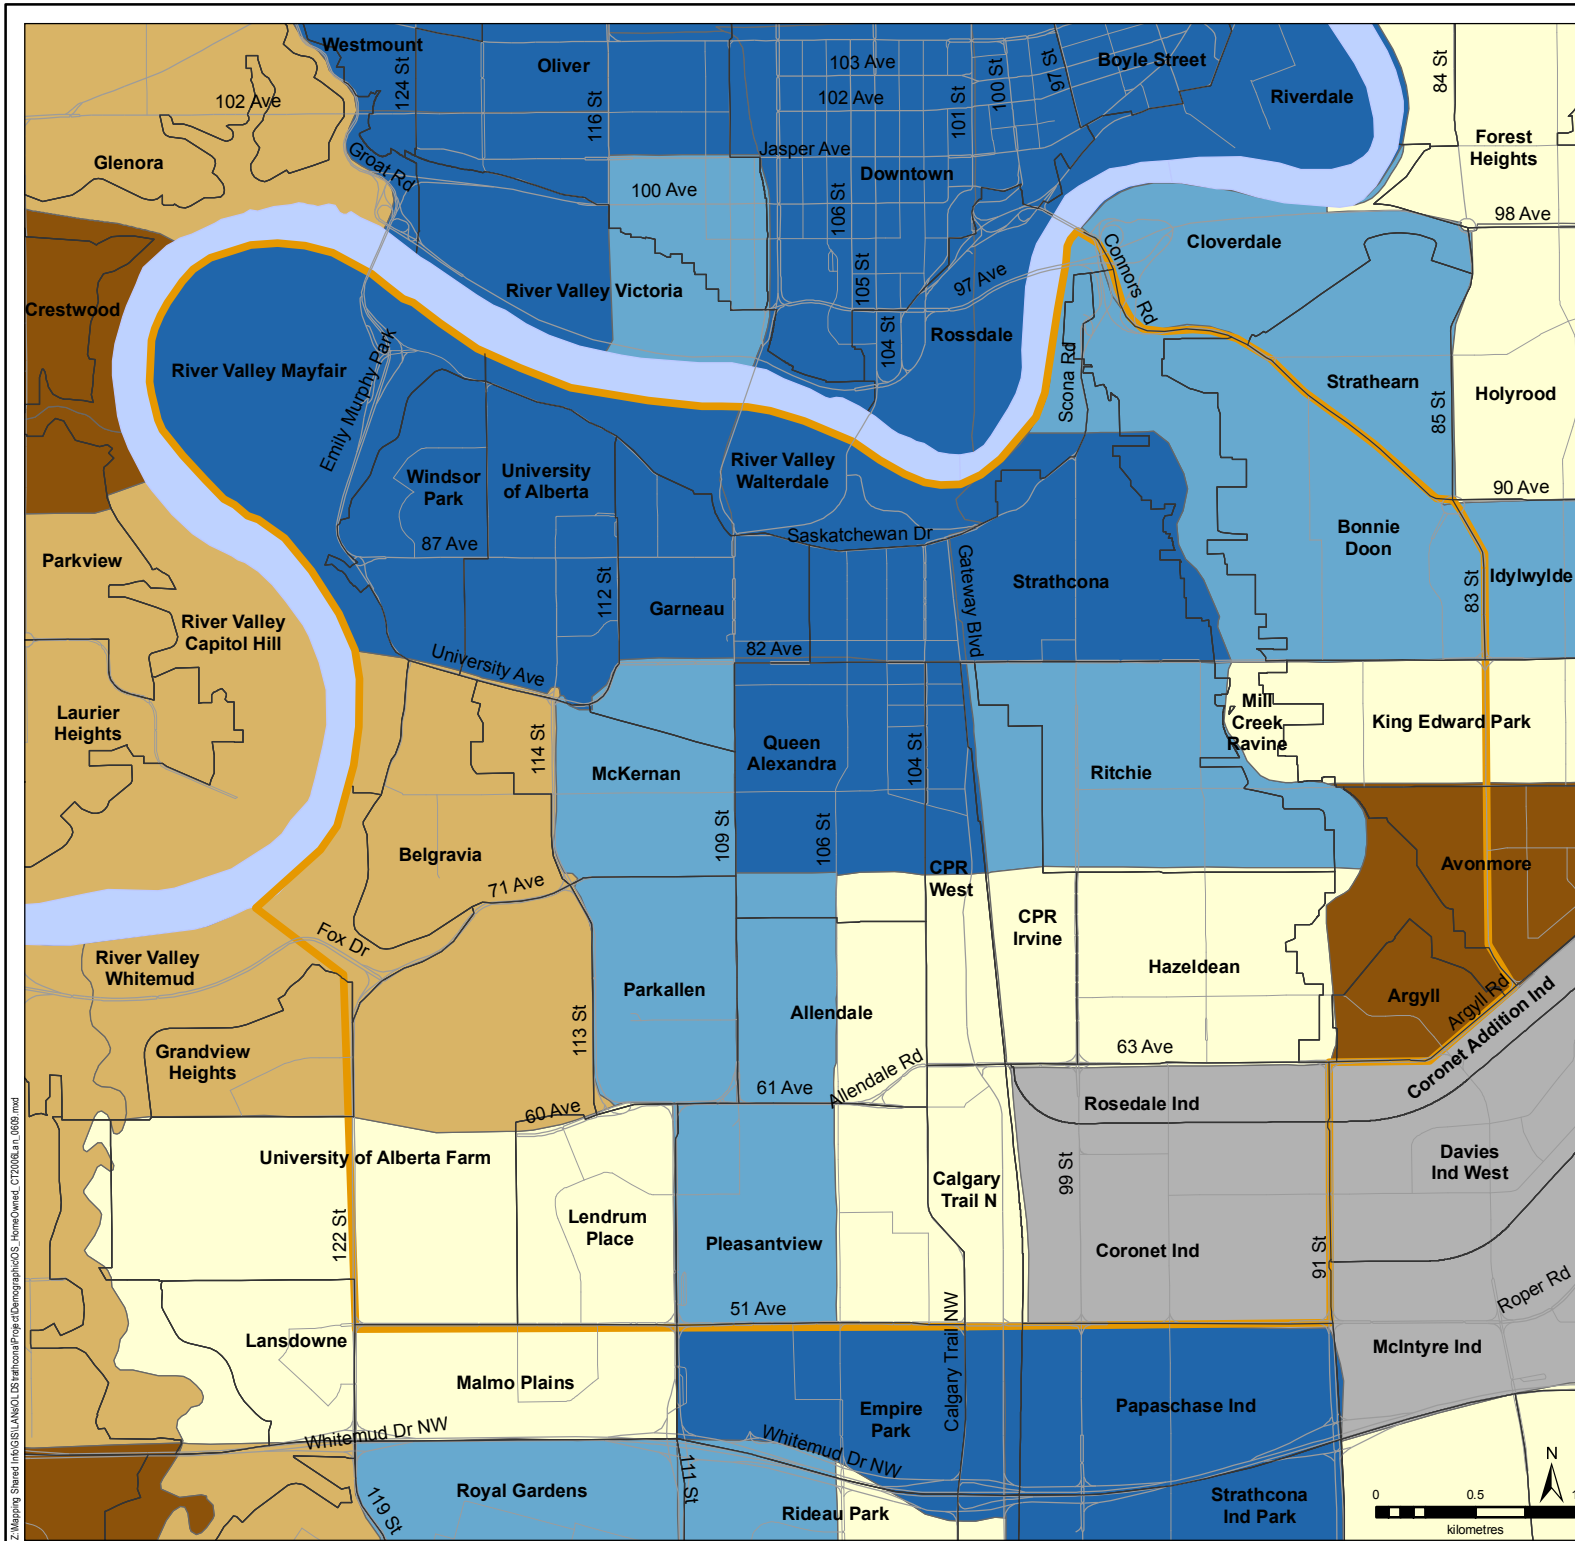 Westmount
Oliver
124 St
116 St
103 Ave
102 Ave
101 St
100 St
97 St
Boyle Street
Riverdale
84 St
102 Ave
Glenora
Groat Rd
Jasper Ave
100 Ave
Downtown
106 St
Forest
Heights
98 Ave
Cloverdale
Connors Rd
Crestwood
River Valley Victoria
105 St
97 Ave
104 St
Rossdale
River Valley Mayfair
Emily Murphy Park
Scona Rd
Strathearn
85 St
Holyrood
Windsor
Park
University
of Alberta
River Valley
Walterdale
90 Ave
87 Ave
Saskatchewan Dr
Gateway Blvd
Bonnie
Doon
Parkview
112 St
Garneau
Strathcona
83 St
Idylwylde
River Valley
Capitol Hill
University Ave
82 Ave
Laurier
Heights
114 St
McKernan
Queen
Alexandra
104 St
Ritchie
Mill
Creek
Ravine
King Edward Park
109 St
106 St
Belgravia
71 Ave
CPR
West
Avonmore
CPR
Irvine
Fox Dr
River Valley
Whitemud
Hazeldean
Parkallen
Allendale
Argyll
Argyll Rd
Coronet Addition Ind
113 St
Grandview
Heights
63 Ave
61 Ave
Allendale Rd
60 Ave
Rosedale Ind
University of Alberta Farm
99 St
Davies
Ind West
Calgary
Trail N
Lendrum
Place
122 St
Pleasantview
Coronet Ind
91 St
Roper Rd
51 Ave
Lansdowne
Calgary Trail NW
McIntyre Ind
Malmo Plains
Empire
Park
Papaschase Ind
Whitemud Dr NW
Whitemud Dr NW
119 St
Royal Gardens
111 St
Rideau Park
Strathcona
Ind Park
N
0 0.5 1
kilometres